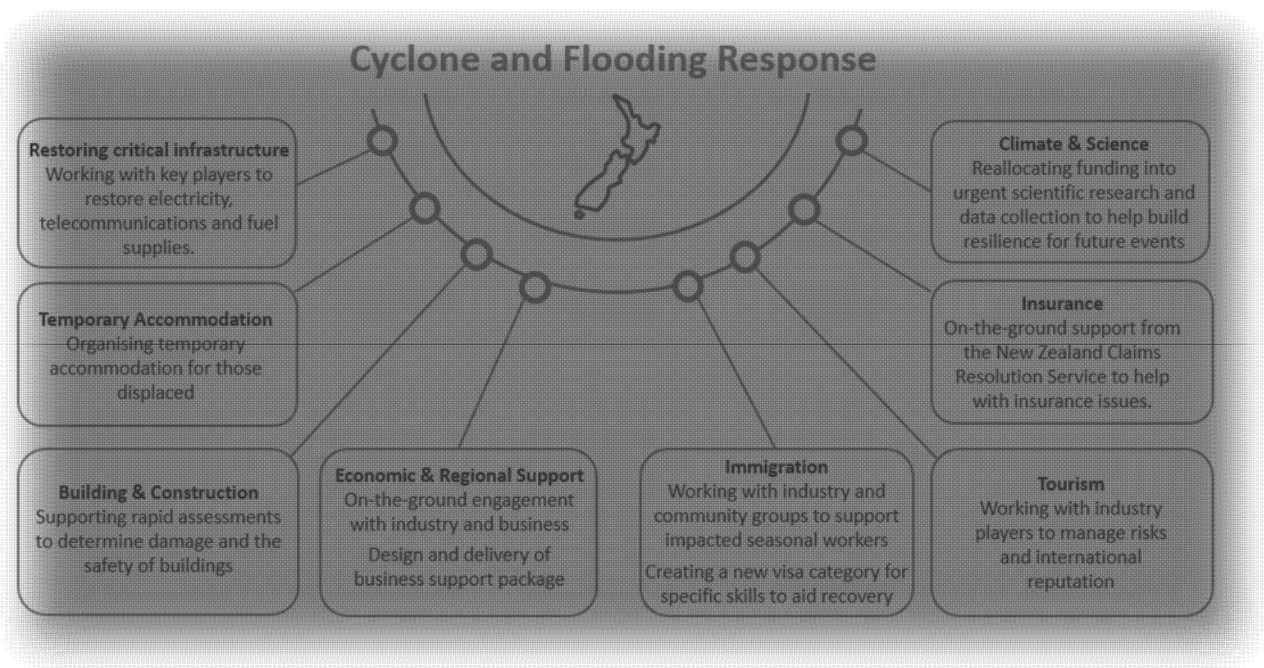 Cyclone and Flooding Response
Restoring critical infrastructure
Working with key players to
restore electricity,
telecommunications and fuel
supplies.
Temporary Accommodation
Organising temporary
accommodation for those
displaced
Building & Construction
Supporting rapid assessments
to determine damage and the
safety of buildings
Economic & Regional Support
On-the-ground engagement
with industry and business
Design and delivery of
business support package
Immigration
Working with industry and
community groups to support
impacted seasonal workers
Creating a new visa category for
specific skills to aid recovery
Tourism
Working with industry
players to manage risks
and international
reputation
Insurance
On-the-ground support from
the New Zealand Claims
Resolution Service to help
with insurance issues.
Climate & Science
Reallocating funding into
urgent scientific research and
data collection to help build
resilience for future events